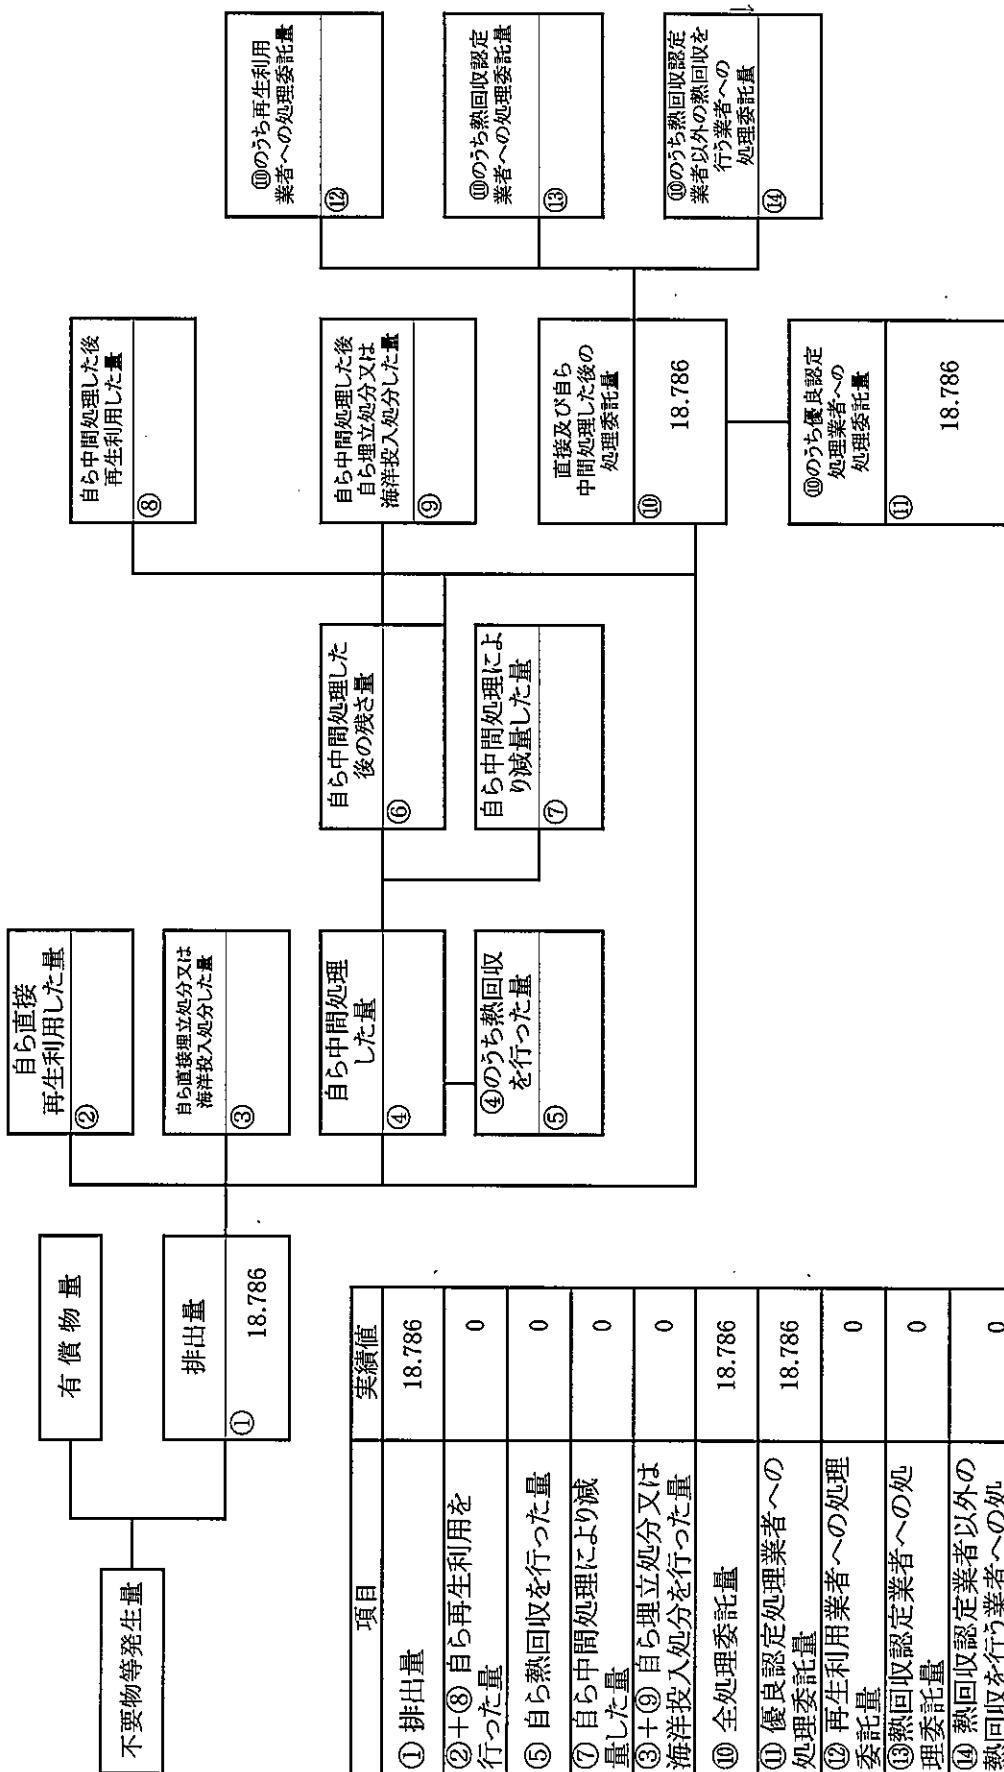 不要物等発生量
有償物量
排出量
①
18.786
自ら直接
再生利用した量
②
自ら直接埋立処分又は
海洋投入処分した量
③
自ら中間処理
した量
④
④のうち熱回収
を行った量
⑤
自ら中間処理した
後の残さ量
⑥
自ら中間処理によ
り減量した量
⑦
自ら中間処理した後
再生利用した量
⑧
自ら中間処理した後
自ら埋立処分又は
海洋投入処分した量
⑨
直接及び自ら
中間処理した後の
処理委託量
⑩
18.786
⑩のうち優良認定
処理業者への
処理委託量
⑪
18.786
⑩のうち再生利用
業者への処理委託量
⑫
⑩のうち熱回収認定
業者への処理委託量
⑬
⑩のうち熱回収認定
業者以外の熱回収を
行う業者への
処理委託量
⑭
項目 実績値
① 排出量 18.786
②＋⑧ 自ら再生利用を
行った量 0
⑤ 自ら熱回収を行った量 0
⑦ 自ら中間処理により減
量した量 0
③＋⑨ 自ら埋立処分又は
海洋投入処分を行った量 0
⑩ 全処理委託量 18.786
⑪ 優良認定処理業者への
処理委託量 18.786
⑫ 再生利用業者への処理
委託量 0
⑬熱回収認定業者への処
理委託量 0
⑭ 熱回収認定業者以外の
熱回収を行う業者への処 0